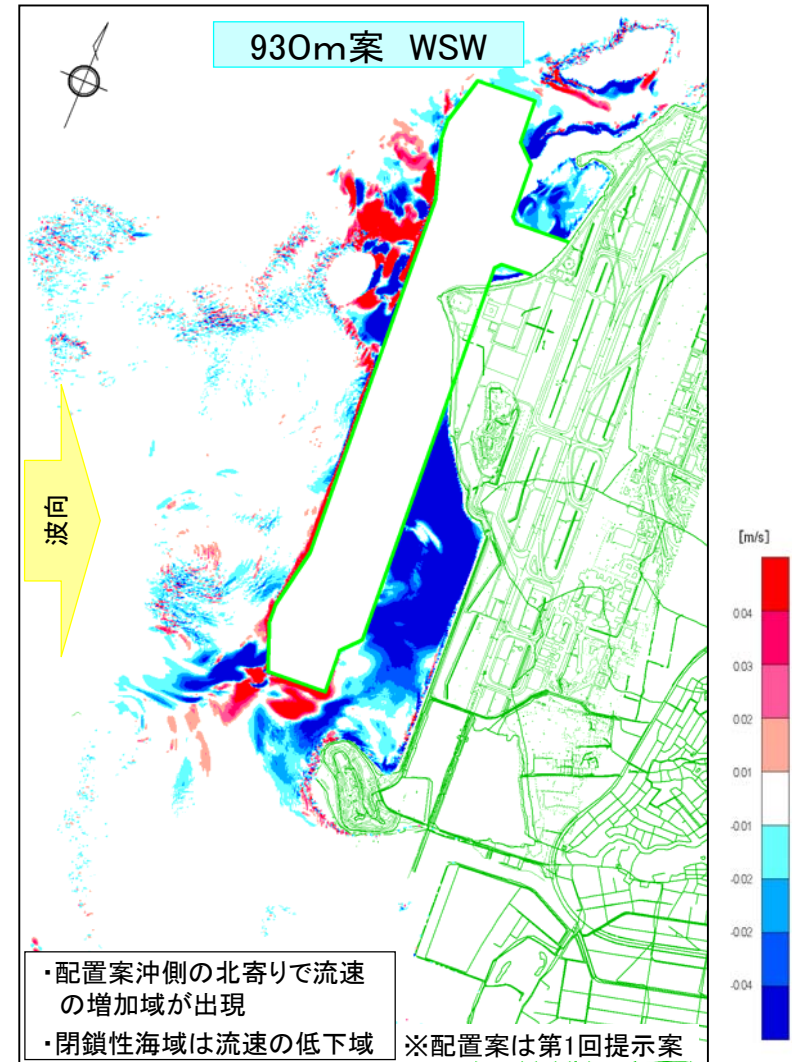 930m案 WSW
波向
[m/s]
0.04
0.03
0.02
0.01
-0.01
-0.02
-0.02
-0.04
・配置案沖側の北寄りで流速
の増加域が出現
・閉鎖性海域は流速の低下域
※配置案は第1回提示案